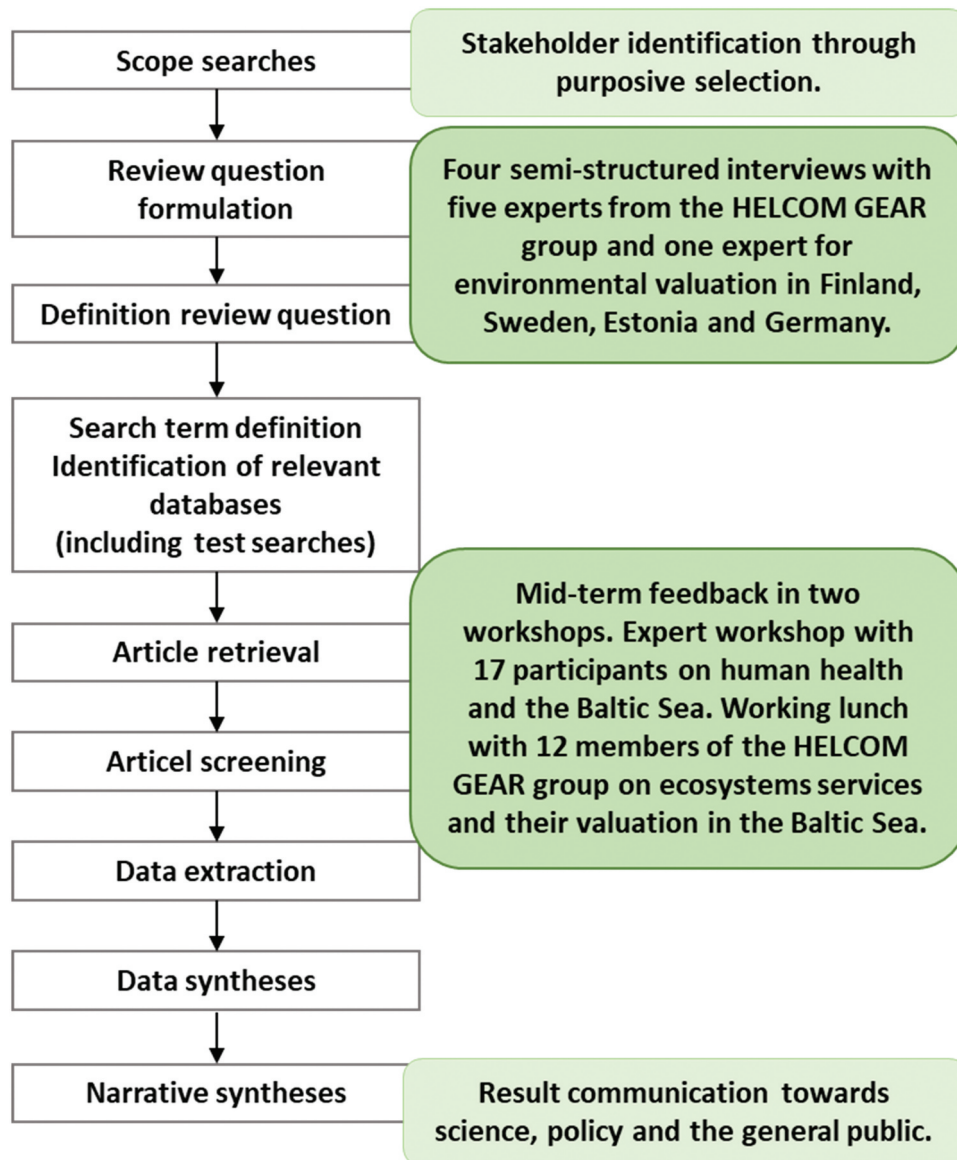 Scope searches
Stakeholder identification through
purposive selection.
Review question
formulation
Four semi-structured interviews with
five experts from the HELCOM GEAR
group and one expert for
environmental valuation in Finland,
Sweden, Estonia and Germany.
Definition review question
Search term definition
Identification of relevant
databases
(including test searches)
Mid-term feedback in two
workshops. Expert workshop with
17 participants on human health
and the Baltic Sea. Working lunch
with 12 members of the HELCOM
GEAR group on ecosystems services
and their valuation in the Baltic Sea.
Article retrieval
Articel screening
Data extraction
Data syntheses
Narrative syntheses
Result communication towards
science, policy and the general public.